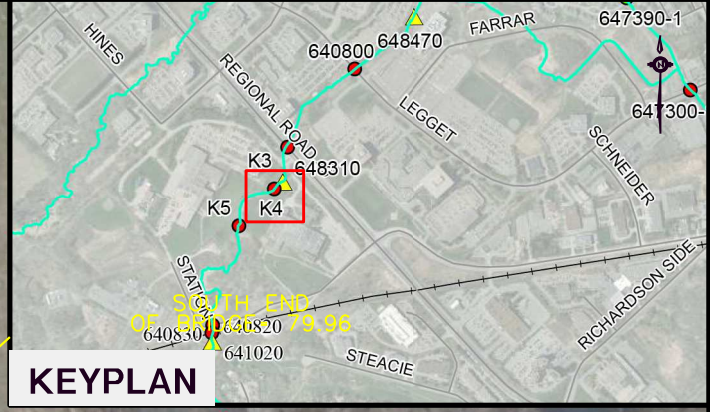 647390-1
FARRAR
HINES
640800
648470
REGIONAL ROAD
LEGGET
N
647300-
SCHNEIDER
K3
648310
K5
K4
STATION
RICHARDSON SIDE
SOUTH END
OF BRIDGE 79.96
640830
640820
641020
STEACIE
KEYPLAN